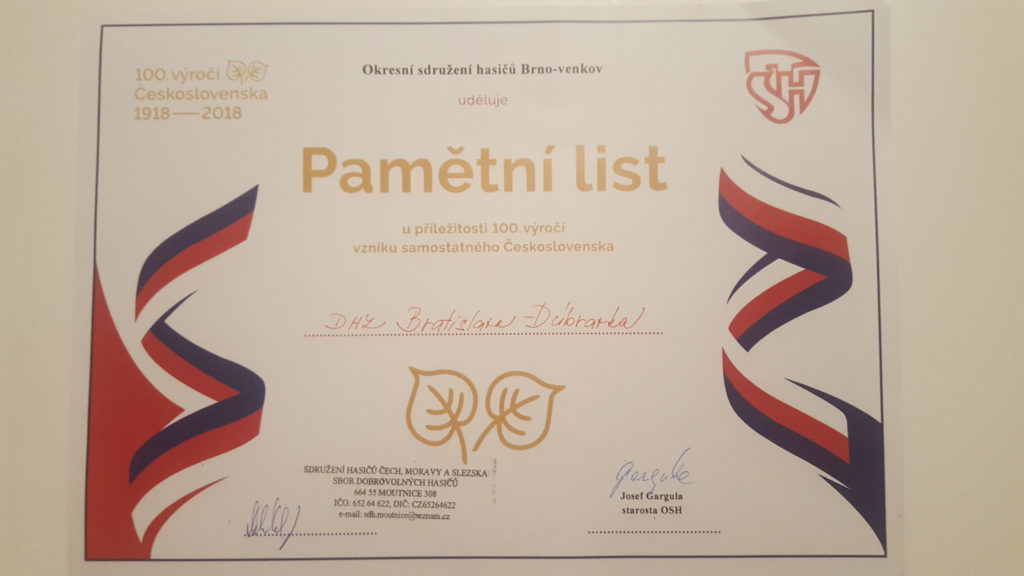 100. výročí
Československa
1918 — 2018
Okresní sdružení hasičů Brno-venkov
uděluje
SH
Pamětní list
u příležitosti 100. výročí
vzniku samostatného Československa
DHZ Bratislava - Dúbravka
SDRUŽENÍ HASIČŮ ČECH, MORAVY A SLEZSKA
SBOR DOBROVOLNÝCH HASIČŮ
664 55 MOUTNICE 308
IČO: 652 64 622, DIČ: CZ65264622
e-mail: sdh.moutnice@seznam.cz
Gargula
Josef Gargula
starosta OSH